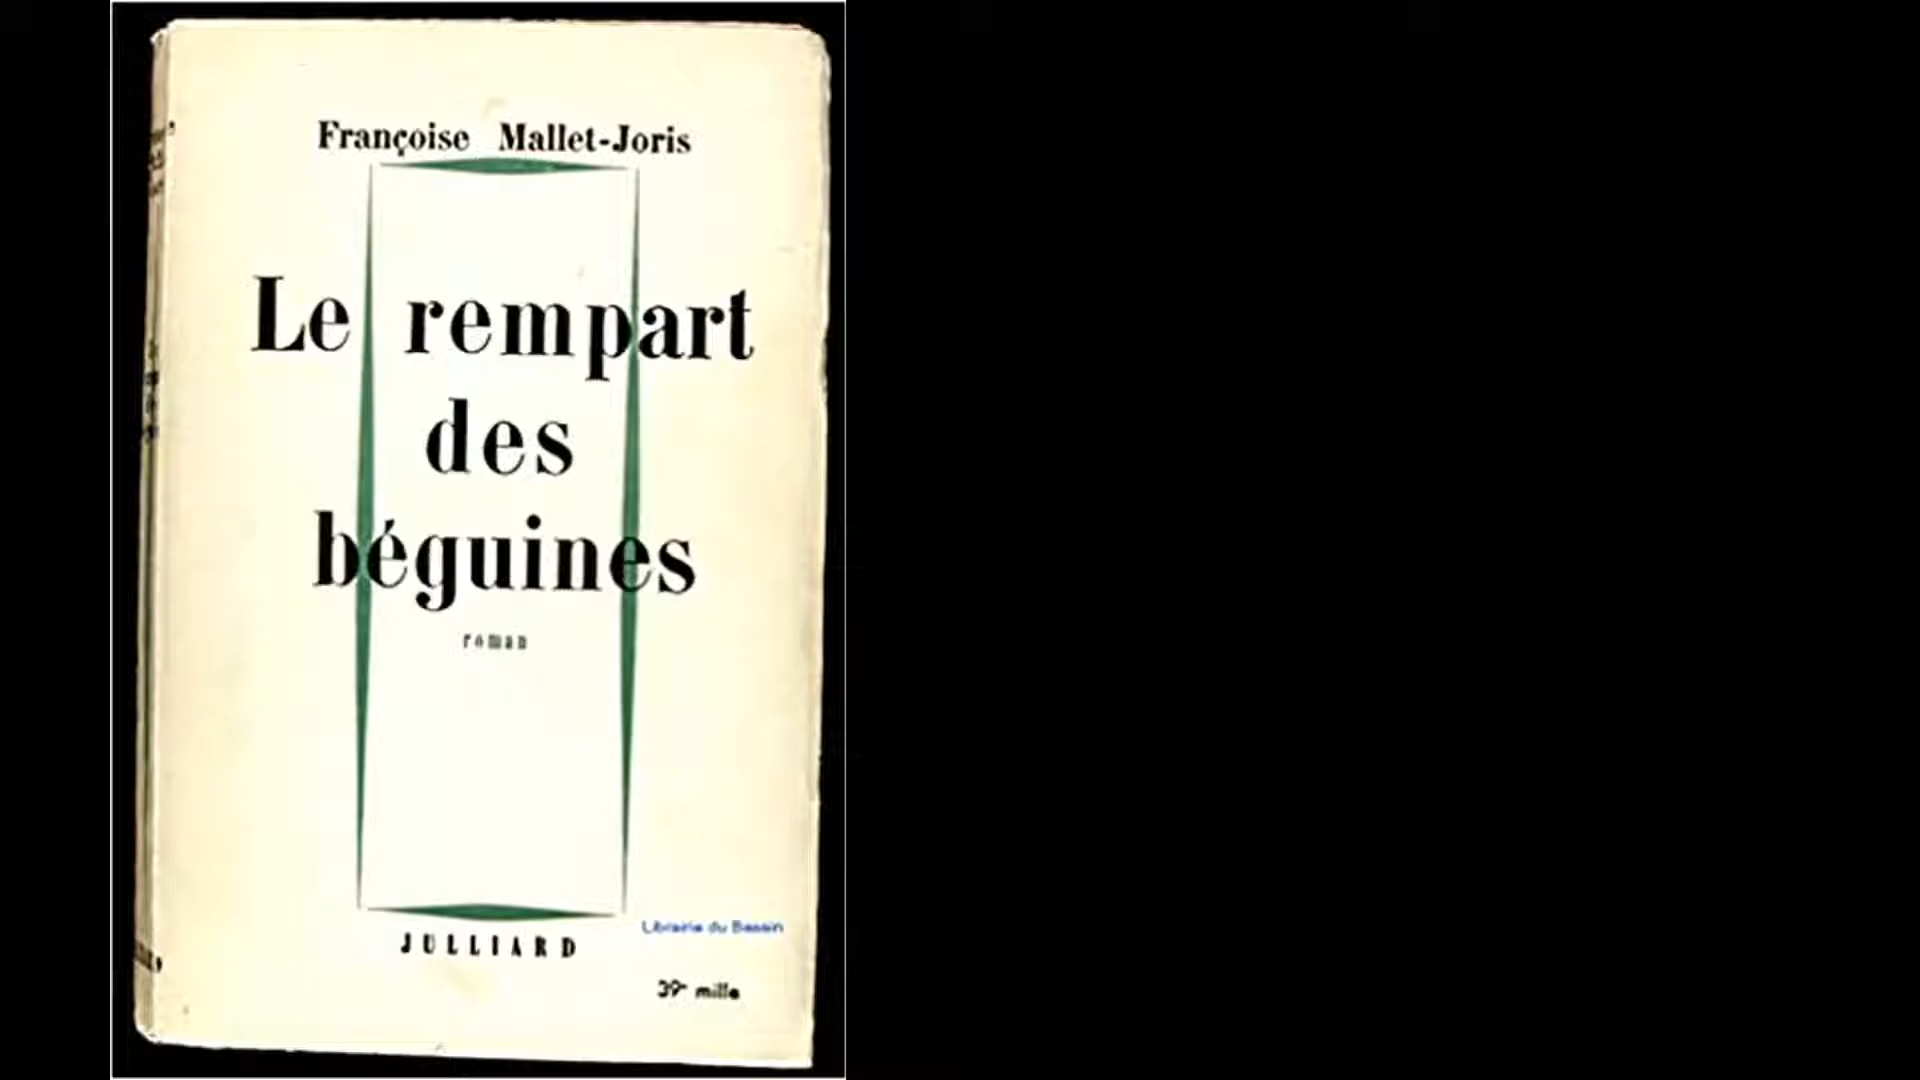 Françoise Mallet-Joris
Le rempart
des
béguines
roman
JULLIARD
Librairie du Bassin
39e mille